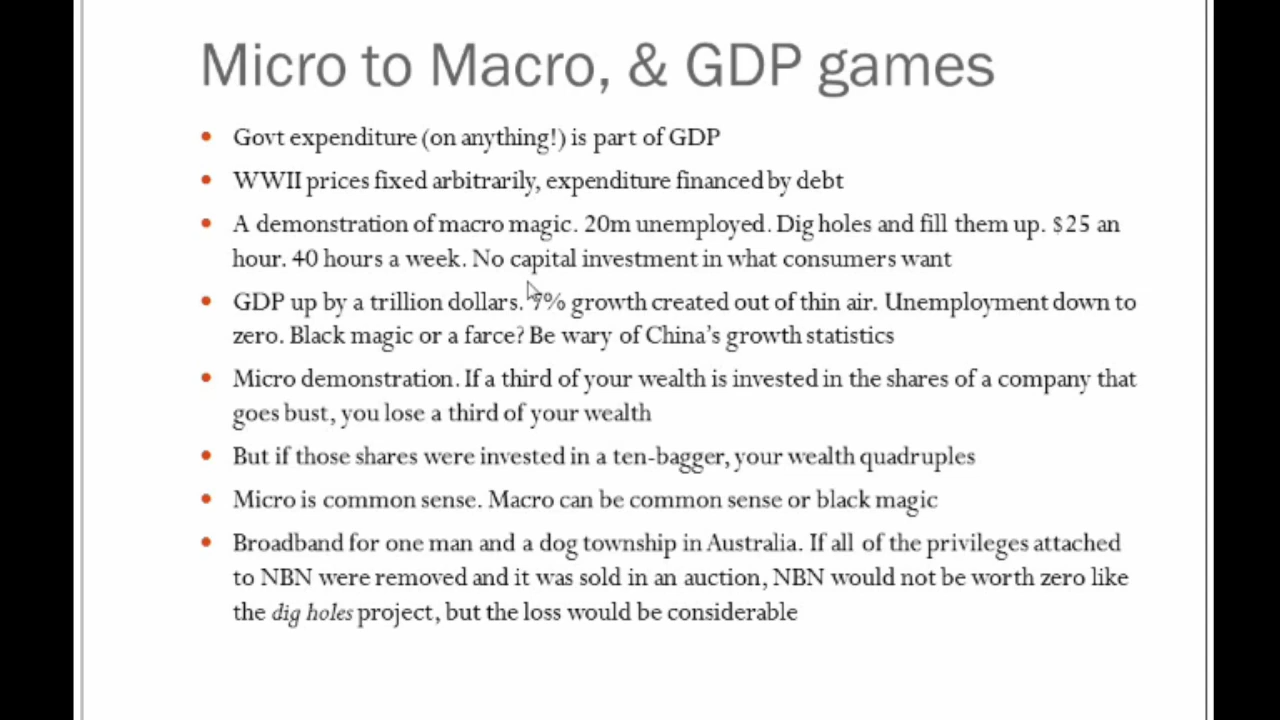 Micro to Macro, & GDP games
• Govt expenditure (on anything!) is part of GDP
• WWII prices fixed arbitrarily, expenditure financed by debt
• A demonstration of macro magic. 20m unemployed. Dig holes and fill them up. $25 an
hour. 40 hours a week. No capital investment in what consumers want
• GDP up by a trillion dollars. 7% growth created out of thin air. Unemployment down to
zero. Black magic or a farce? Be wary of China's growth statistics
• Micro demonstration. If a third of your wealth is invested in the shares of a company that
goes bust, you lose a third of your wealth
• But if those shares were invested in a ten-bagger, your wealth quadruples
• Micro is common sense. Macro can be common sense or black magic
• Broadband for one man and a dog township in Australia. If all of the privileges attached
to NBN were removed and it was sold in an auction, NBN would not be worth zero like
the dig holes project, but the loss would be considerable